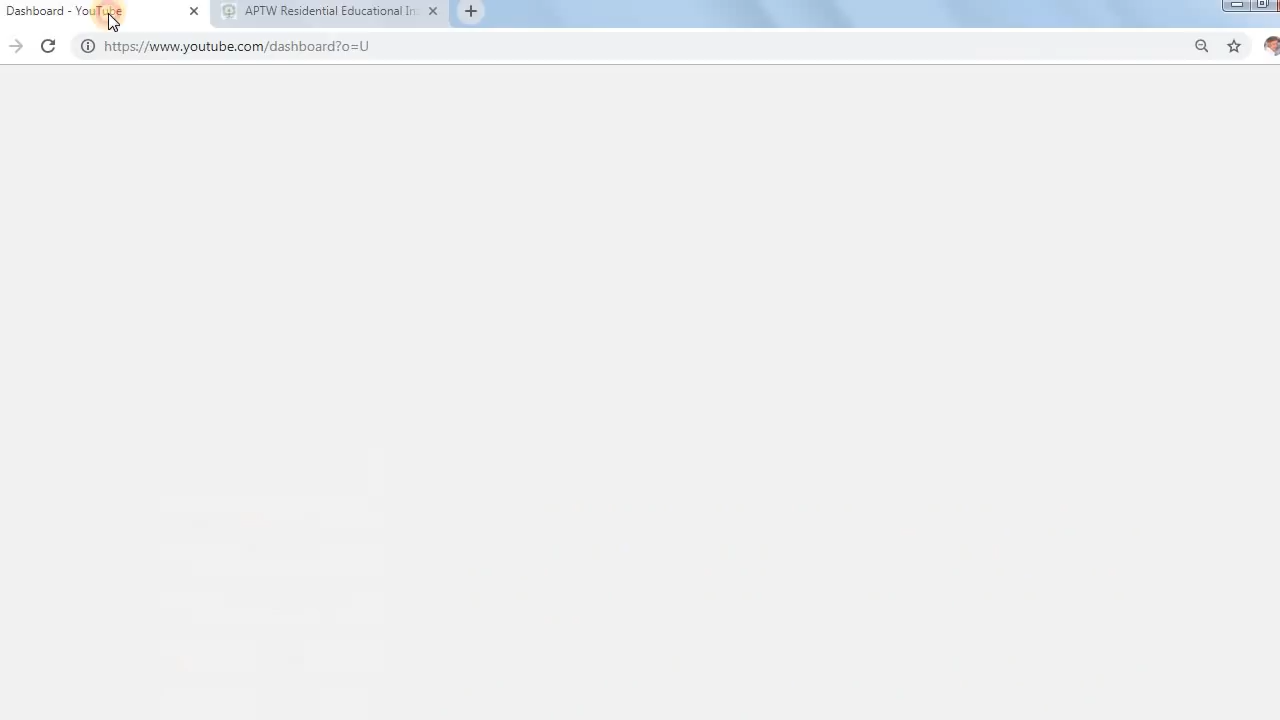 Dashboard - YouTube
APTW Residential Educational In
https://www.youtube.com/dashboard?o=U